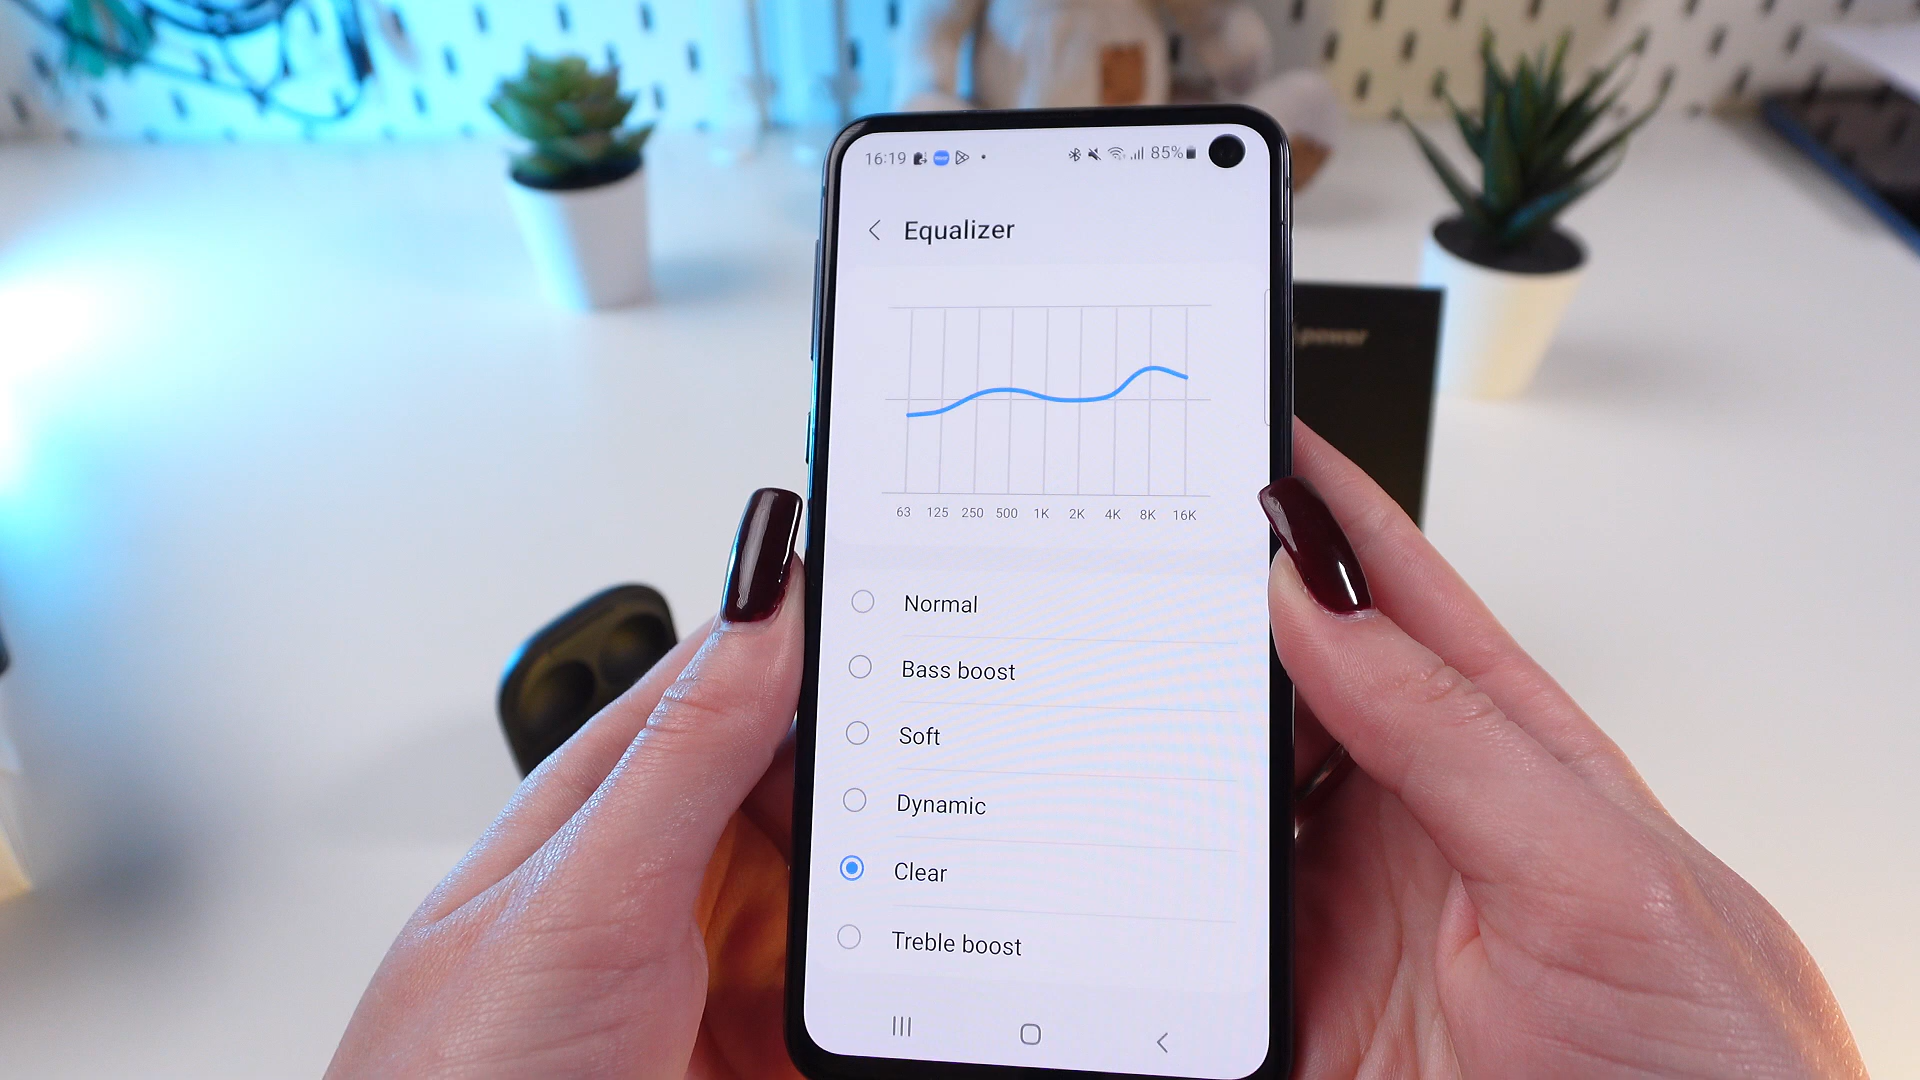 16:19 85%
Equalizer
power
63 125 250 500 1K 2K 4K 8K 16K
Normal
Bass boost
Soft
Dynamic
Clear
Treble boost